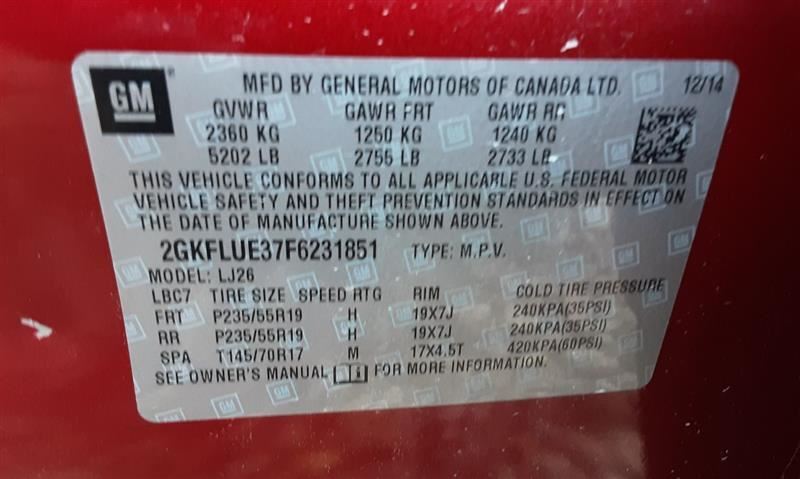 GM
MFD BY GENERAL MOTORS OF CANADA LTD. 12/14
GVWR GAWR FRT GAWR RR
2360 KG 1250 KG 1240 KG
5202 LB 2755 LB 2733 LB
THIS VEHICLE CONFORMS TO ALL APPLICABLE U.S. FEDERAL MOTOR
VEHICLE SAFETY AND THEFT PREVENTION STANDARDS IN EFFECT ON
THE DATE OF MANUFACTURE SHOWN ABOVE.
2GKFLUE37F6231851 TYPE: M.P.V.
MODEL: LJ26
LBC7 TIRE SIZE SPEED RTG RIM COLD TIRE PRESSURE
FRT P235/55R19 H 19X7J 240KPA(35PSI)
RR P235/55R19 H 19X7J 240KPA(35PSI)
SPA T145/70R17 M 17X4.5T 420KPA(60PSI)
SEE OWNER'S MANUAL FOR MORE INFORMATION.